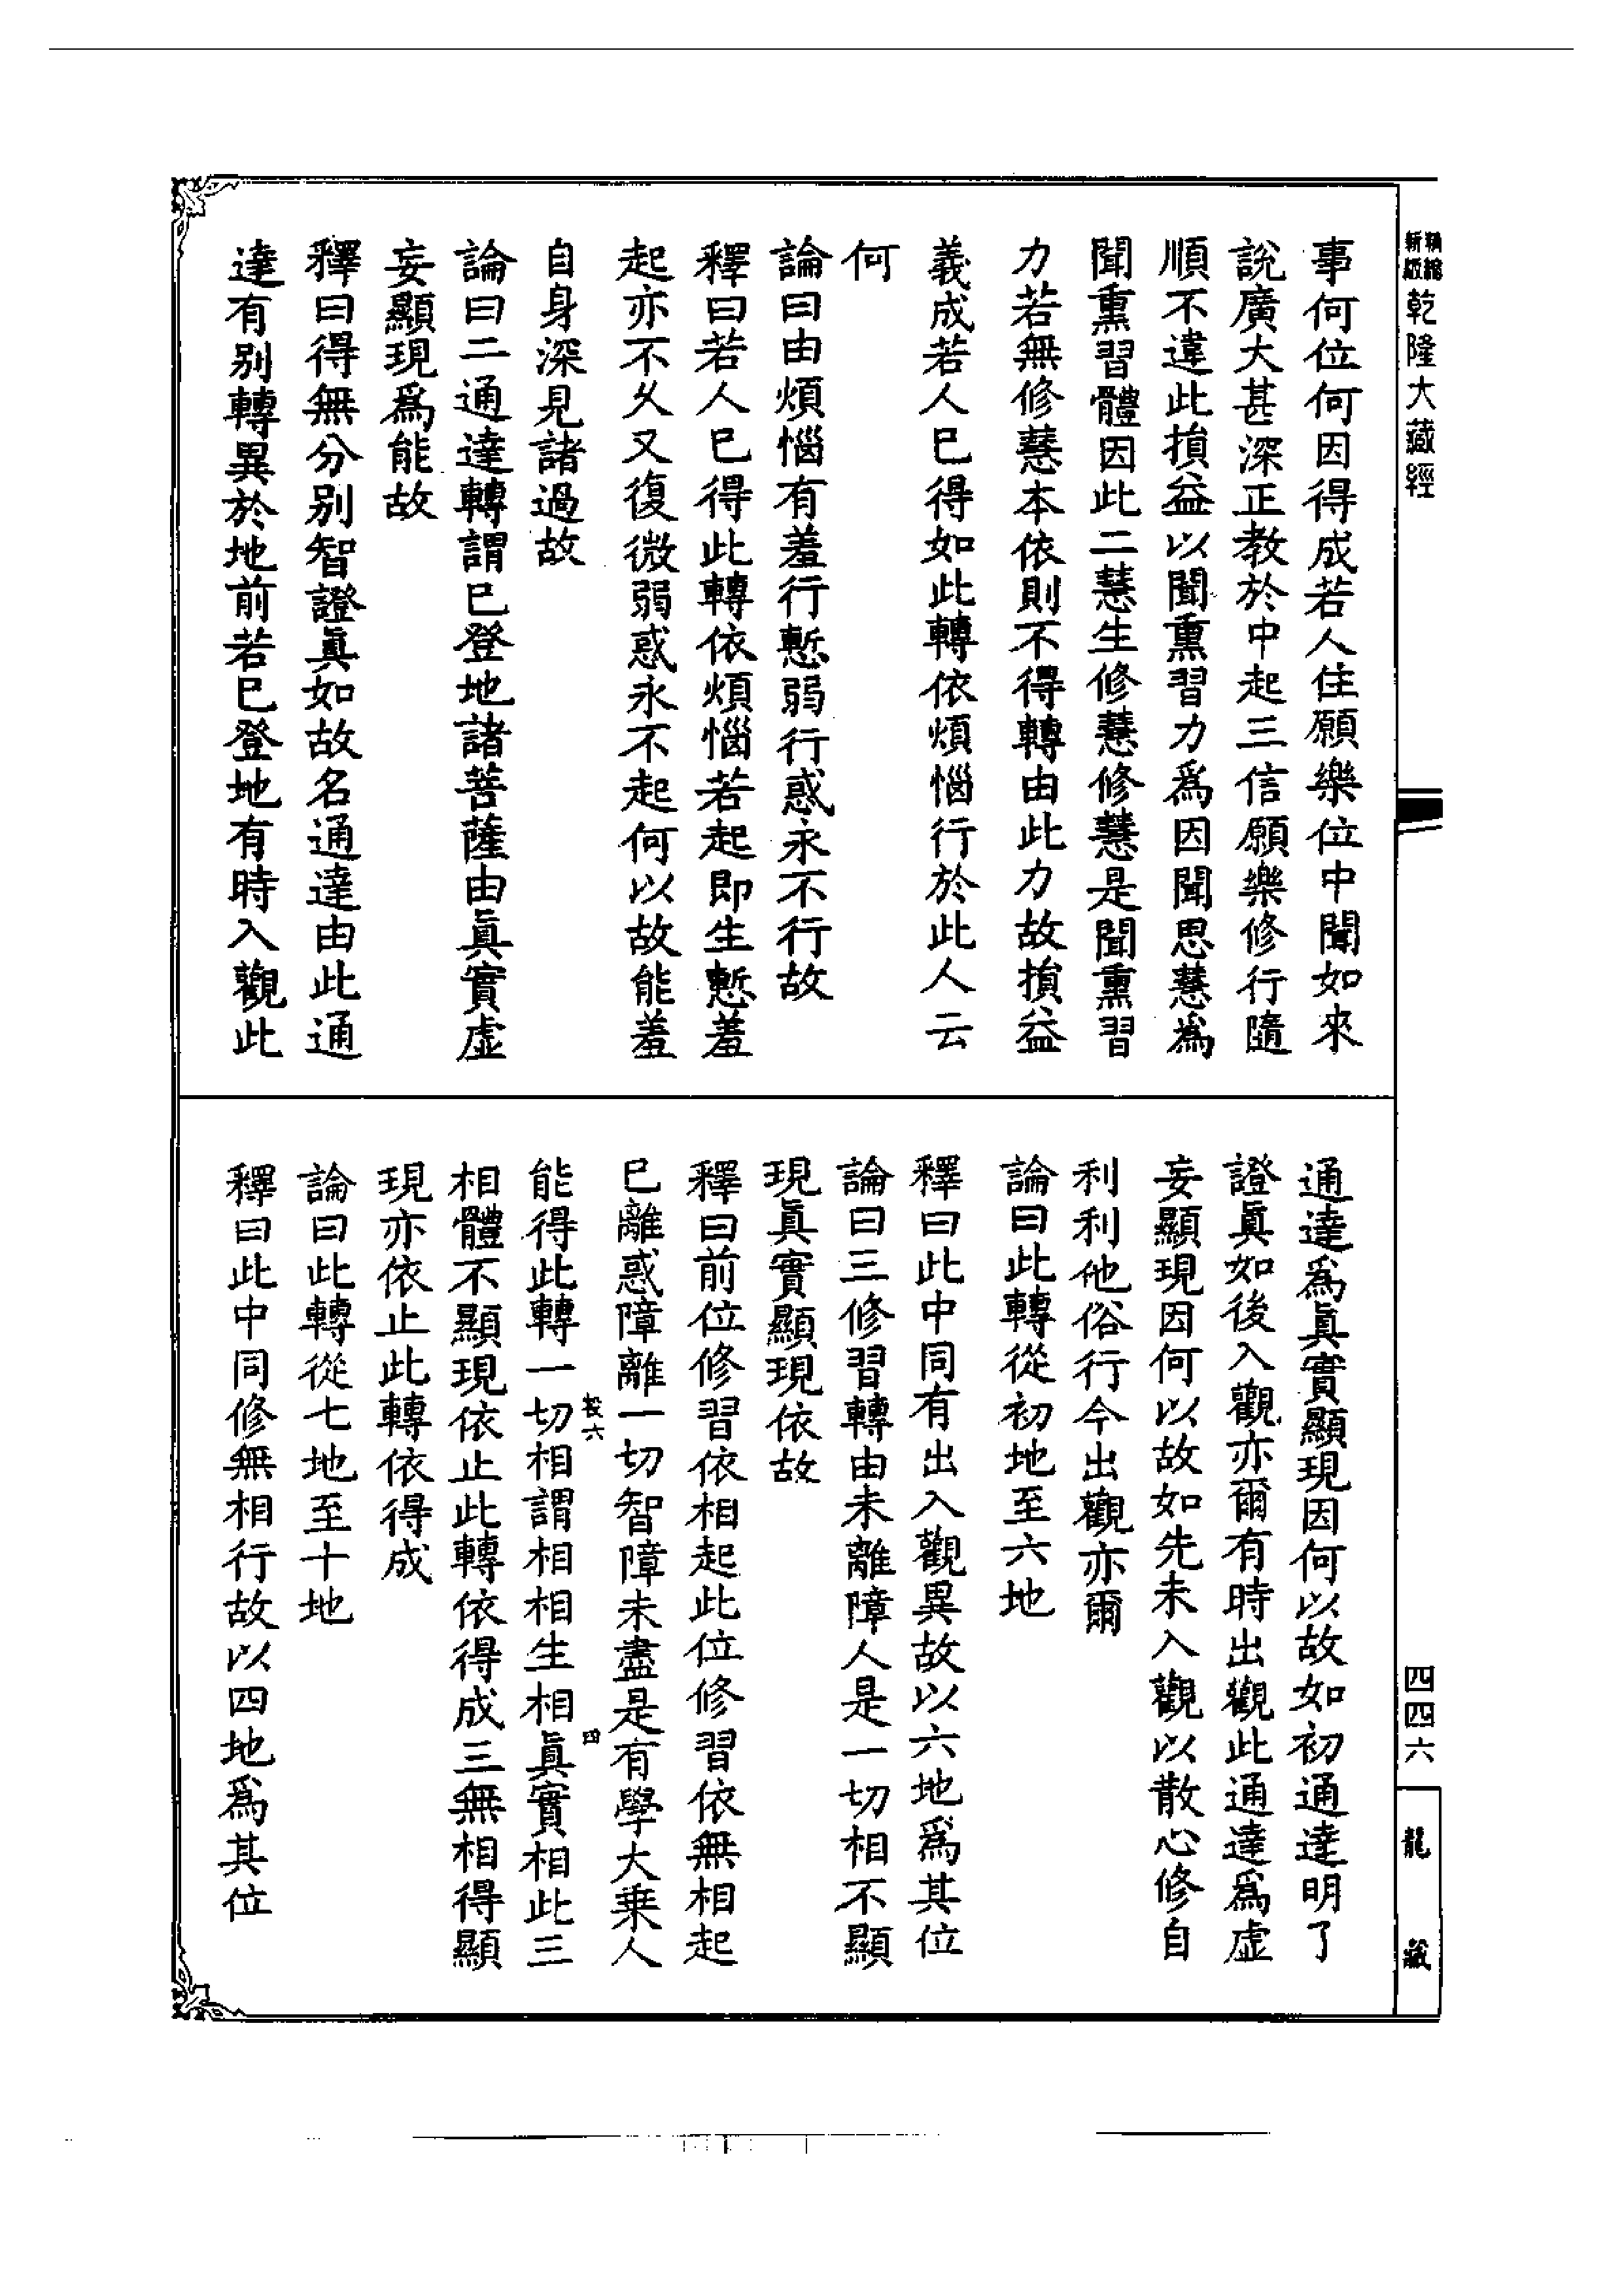 精縮新版乾隆大藏經
事何位何因得成若人住願樂位中聞如來
說廣大甚深正教於中起三信願樂修行隨
順不違此損益以聞熏習力爲因聞思慧爲
聞熏習體因此二慧生修慧修慧是聞熏習
力若無修慧本依則不得轉由此力故損益
義成若人已得如此轉依煩惱行於此人云
何
論曰由煩惱有羞行慙弱行惑永不行故
釋曰若人已得此轉依煩惱若起即生慙羞
起亦不久又復微弱惑永不起何以故能羞
自身深見諸過故
論曰二通達轉謂已登地諸菩薩由眞實虛
妄顯現爲能故
釋曰得無分别智證眞如故名通達由此通
達有别轉異於地前若已登地有時入觀此
通達爲眞實顯現因何以故如初通達明了
證眞如後入觀亦爾有時出觀此通達爲虛
妄顯現因何以故如先未入觀以散心修自
利利他俗行今出觀亦爾
論曰此轉從初地至六地
釋曰此中同有出入觀異故以六地爲其位
論曰三修習轉由未離障人是一切相不顯
現眞實顯現依故
釋曰前位修習依相起此位修習依無相起
已離惑障離一切智障未盡是有學大乗人
能得此轉一切相謂相相生相眞實相此三
投六
四
相體不顯現依止此轉依得成三無相得顯
現亦依止此轉依得成
論曰此轉從七地至十地
釋曰此中同修無相行故以四地爲其位
四四六
龍藏